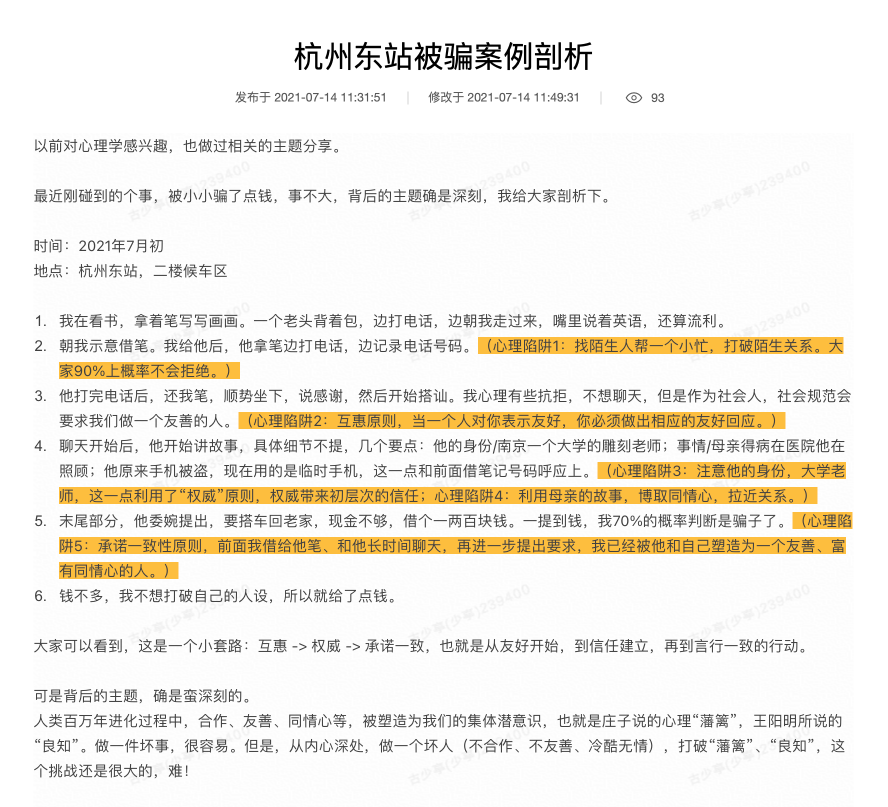 杭州东站被骗案例剖析
发布于 2021-07-14 11:31:51 | 修改于 2021-07-14 11:49:31 | 93
以前对心理学感兴趣，也做过相关的主题分享。
最近刚碰到的个事，被小小骗了点钱，事不大，背后的主题确是深刻，我给大家剖析下。
时间：2021年7月初
地点：杭州东站，二楼候车区
1. 我在看书，拿着笔写写画画。一个老头背着包，边打电话，边朝我走过来，嘴里说着英语，还算流利。
2. 朝我示意借笔。我给他后，他拿笔边打电话，边记录电话号码。（心理陷阱1：找陌生人帮一个小忙，打破陌生关系。大
家90%上概率不会拒绝。）
3. 他打完电话后，还我笔，顺势坐下，说感谢，然后开始搭讪。我心理有些抗拒，不想聊天，但是作为社会人，社会规范会
要求我们做一个友善的人。（心理陷阱2：互惠原则，当一个人对你表示友好，你必须做出相应的友好回应。）
4. 聊天开始后，他开始讲故事，具体细节不提，几个要点：他的身份/南京一个大学的雕刻老师；事情/母亲得病在医院他在
照顾；他原来手机被盗，现在用的是临时手机，这一点和前面借笔记号码呼应上。（心理陷阱3：注意他的身份，大学老
师，这一点利用了“权威”原则，权威带来初层次的信任；心理陷阱4：利用母亲的故事，博取同情心，拉近关系。）
5. 末尾部分，他委婉提出，要搭车回老家，现金不够，借个一两百块钱。一提到钱，我70%的概率判断是骗子了。（心理陷
阱5：承诺一致性原则，前面我借给他笔、和他长时间聊天，再进一步提出要求，我已经被他和自己塑造为一个友善、富
有同情心的人。）
6. 钱不多，我不想打破自己的人设，所以就给了点钱。
大家可以看到，这是一个小套路：互惠 -> 权威 -> 承诺一致，也就是从友好开始，到信任建立，再到言行一致的行动。
可是背后的主题，确是蛮深刻的。
人类百万年进化过程中，合作、友善、同情心等，被塑造为我们的集体潜意识，也就是庄子说的心理“藩篱”，王阳明所说的
“良知”。做一件坏事，很容易。但是，从内心深处，做一个坏人（不合作、不友善、冷酷无情），打破“藩篱”、“良知”，这
个挑战还是很大的，难！